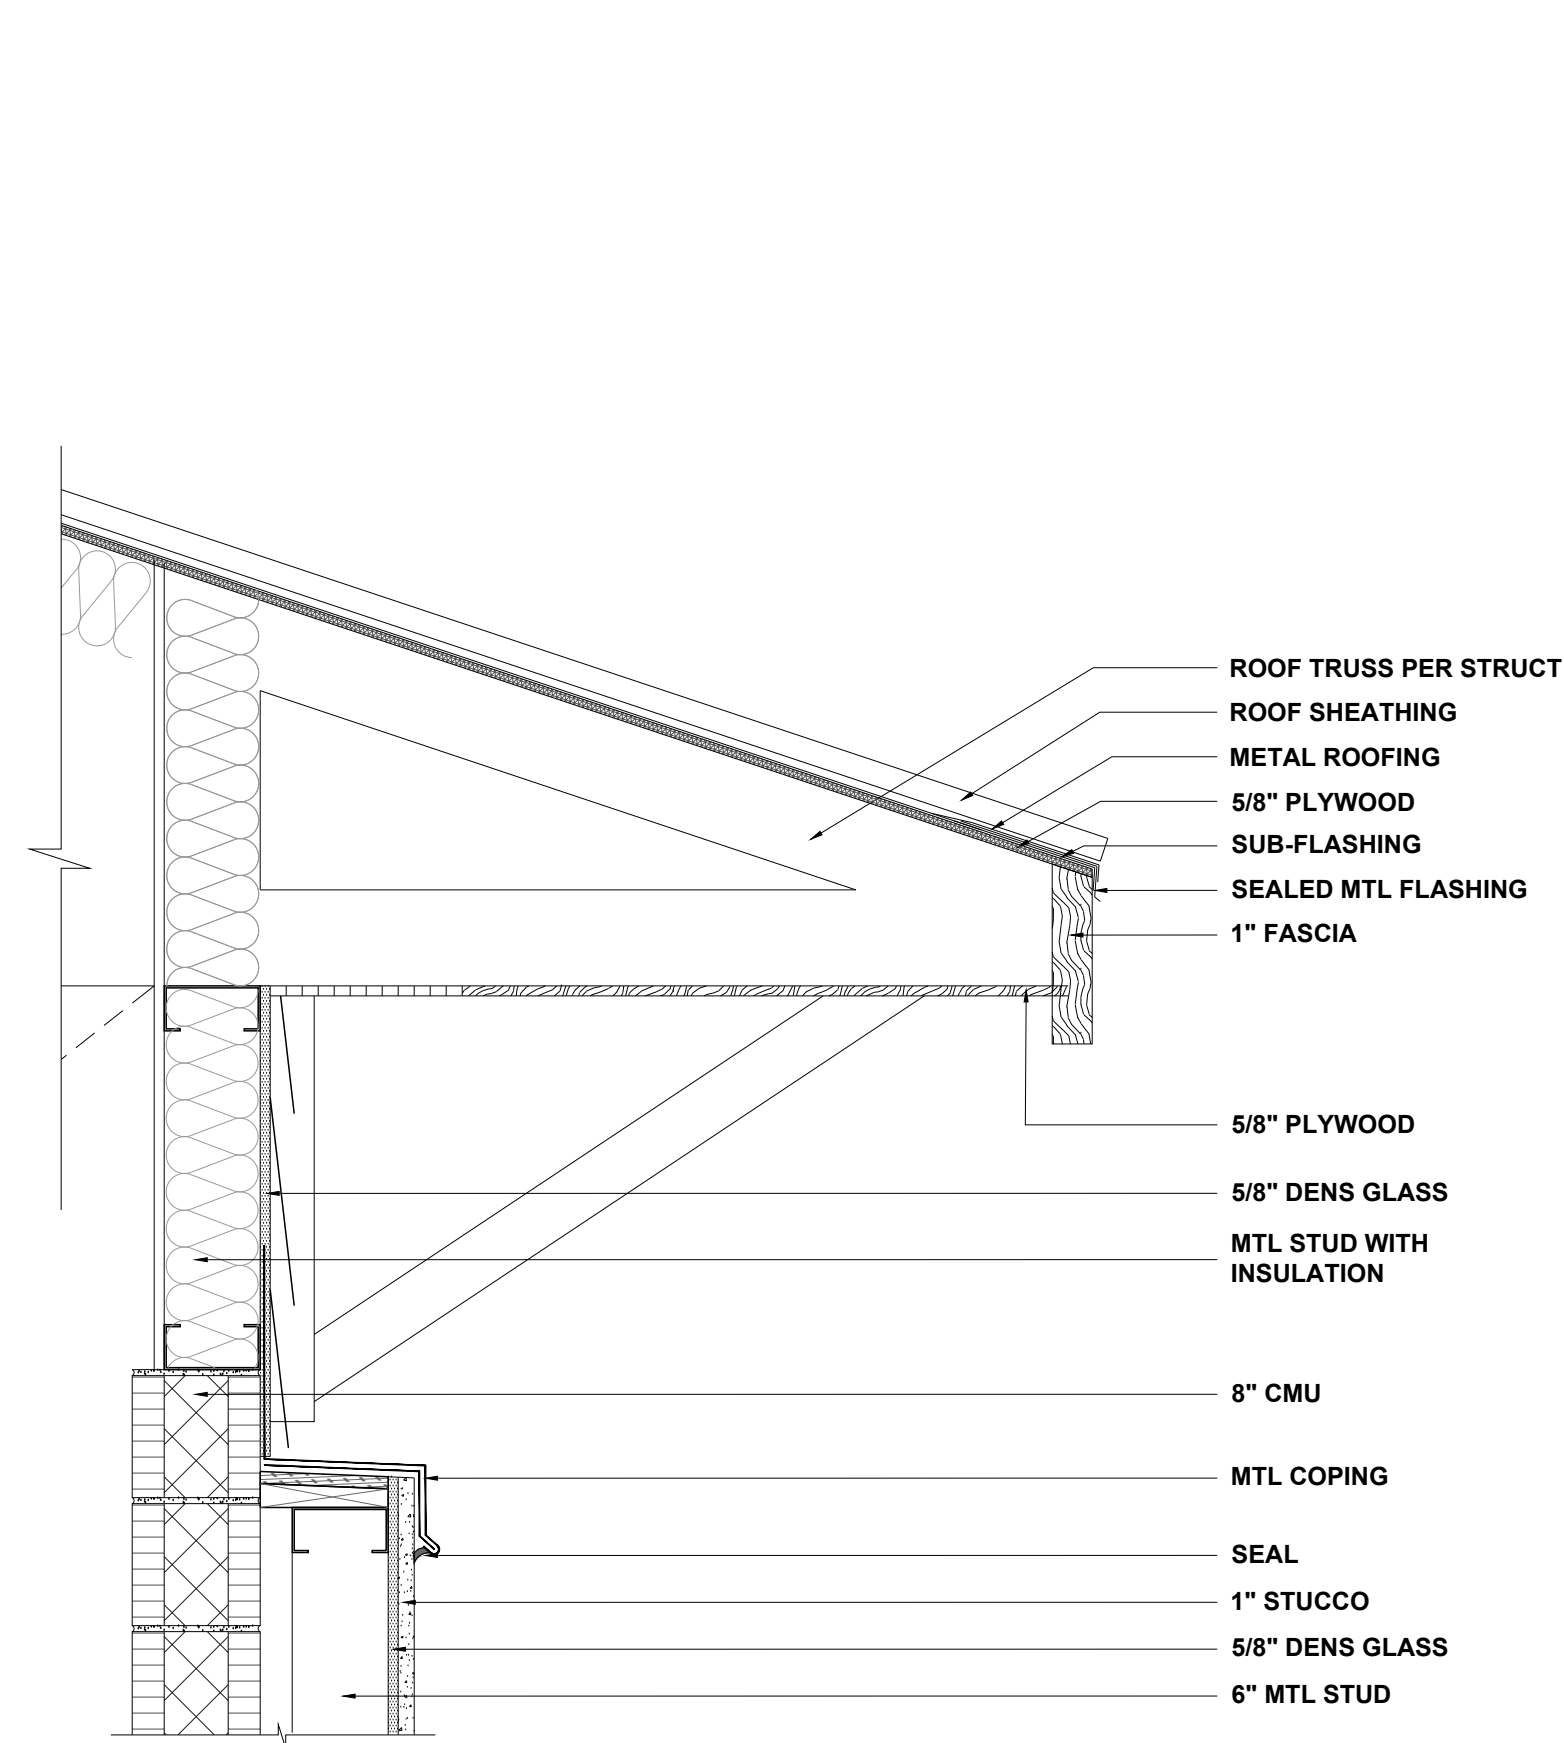 ROOF TRUSS PER STRUCT
ROOF SHEATHING
METAL ROOFING
5/8" PLYWOOD
SUB-FLASHING
SEALED MTL FLASHING
1" FASCIA
5/8" PLYWOOD
5/8" DENS GLASS
MTL STUD WITH
INSULATION
8" CMU
MTL COPING
SEAL
1" STUCCO
5/8" DENS GLASS
6" MTL STUD